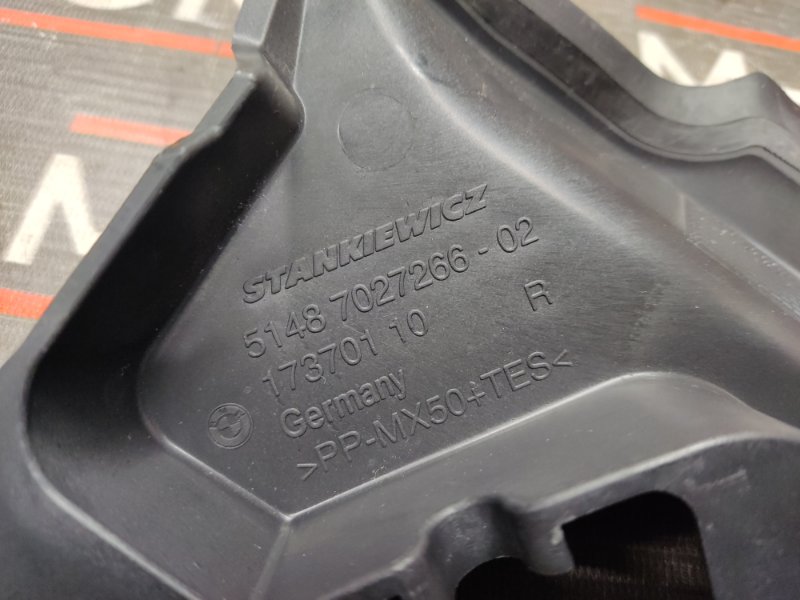 STANKIEWICZ
5148 7027266-02
173701 10 R
Germany
>PP-MX50+TES<